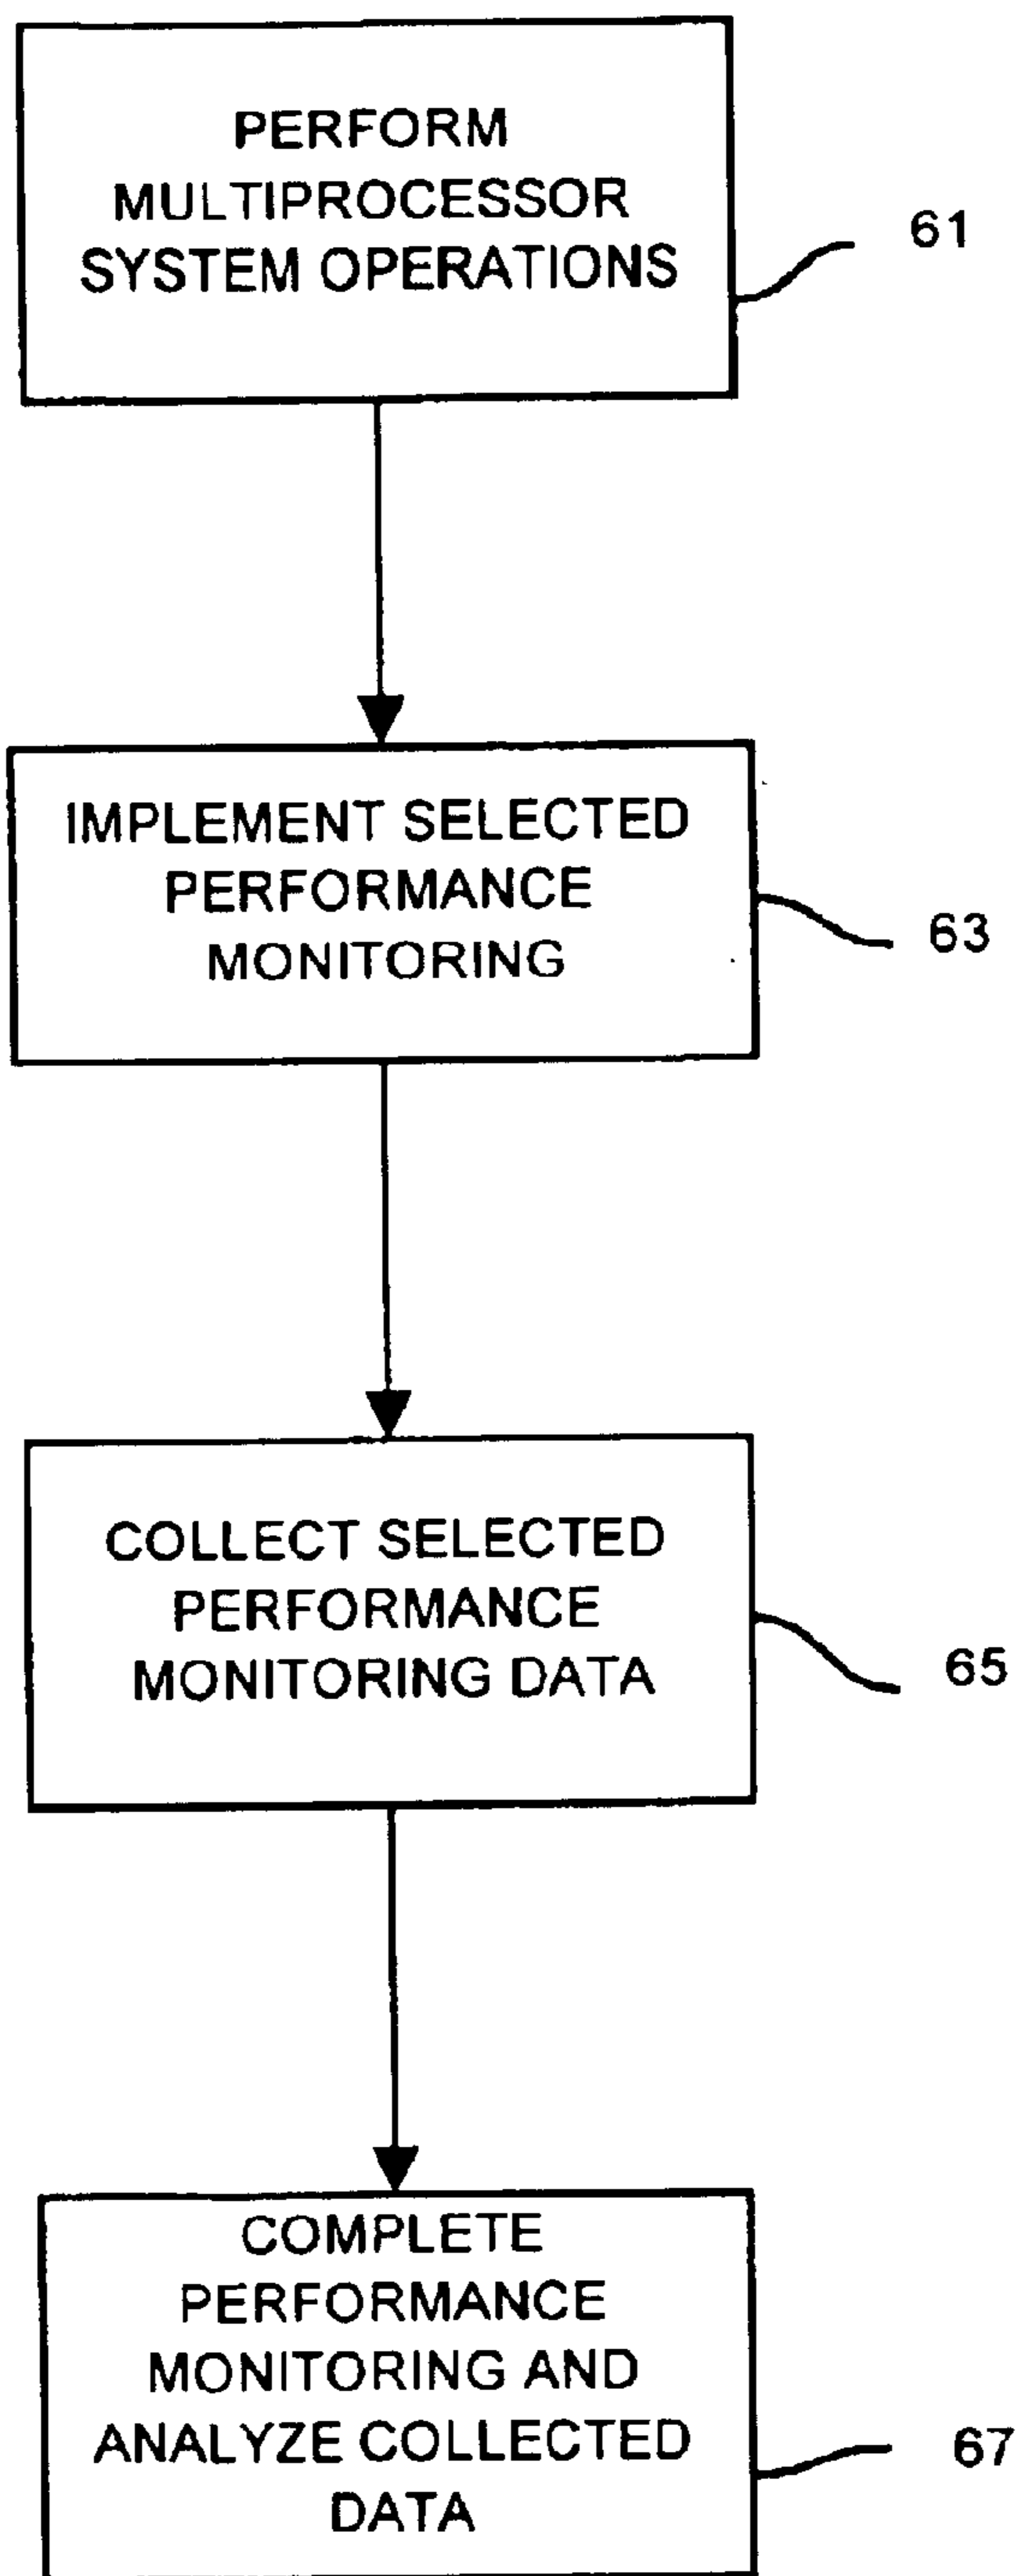 PERFORM
MULTIPROCESSOR
SYSTEM OPERATIONS
61
IMPLEMENT SELECTED
PERFORMANCE
MONITORING
63
COLLECT SELECTED
PERFORMANCE
MONITORING DATA
65
COMPLETE
PERFORMANCE
MONITORING AND
ANALYZE COLLECTED
DATA
67